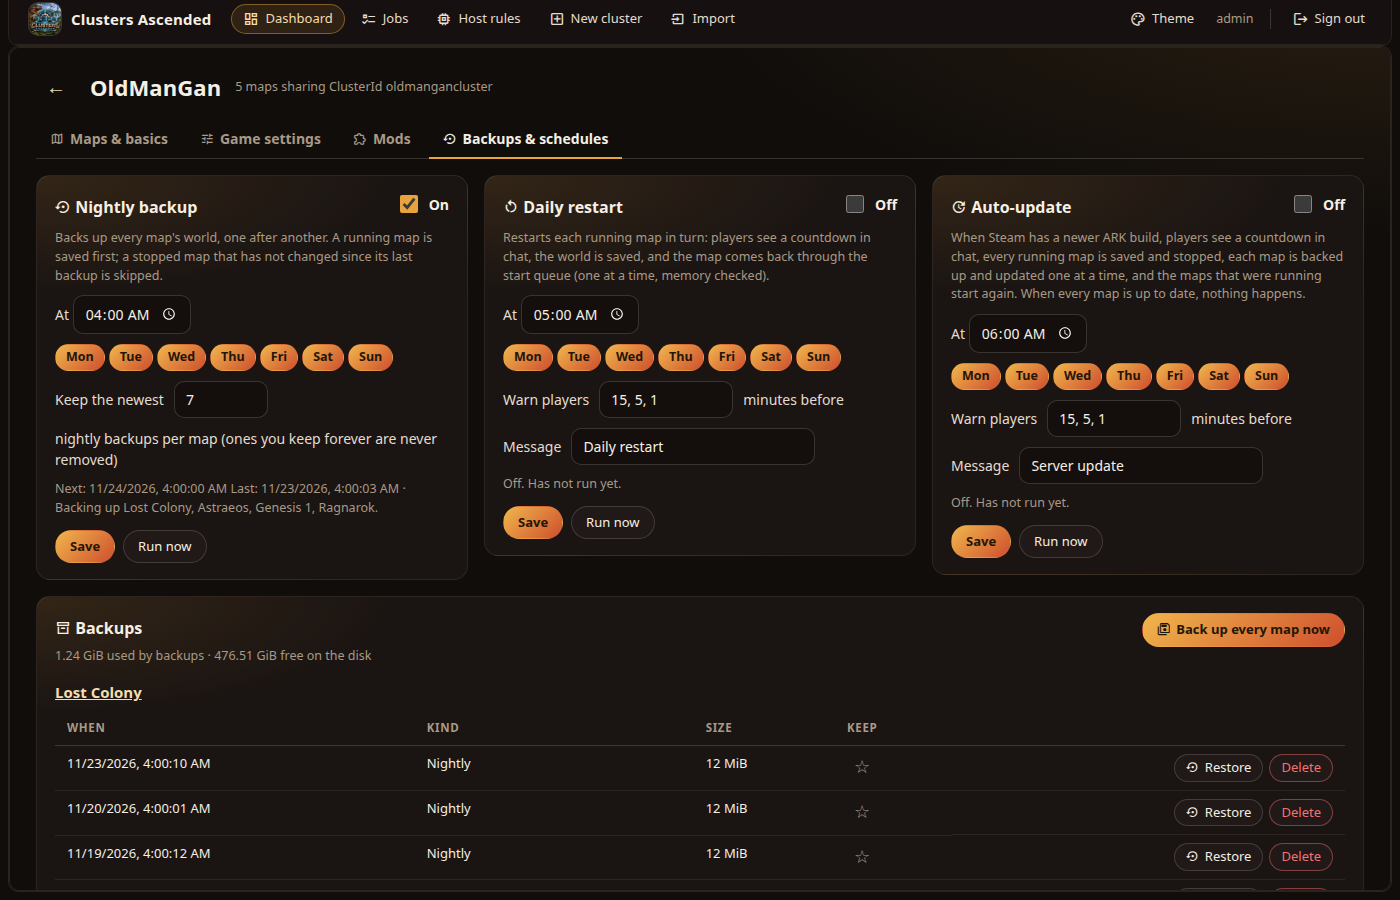 Clusters Ascended
Dashboard
Jobs
Host rules
New cluster
Import
Theme
admin
Sign out
← OldManGan
5 maps sharing ClusterId oldmangancluster
Maps & basics
Game settings
Mods
Backups & schedules
Nightly backup
On
Backs up every map's world, one after another. A running map is
saved first; a stopped map that has not changed since its last
backup is skipped.
At 04:00 AM
Mon Tue Wed Thu Fri Sat Sun
Keep the newest 7
nightly backups per map (ones you keep forever are never
removed)
Next: 11/24/2026, 4:00:00 AM Last: 11/23/2026, 4:00:03 AM ·
Backing up Lost Colony, Astraeos, Genesis 1, Ragnarok.
Save
Run now
Daily restart
Off
Restarts each running map in turn: players see a countdown in
chat, the world is saved, and the map comes back through the
start queue (one at a time, memory checked).
At 05:00 AM
Mon Tue Wed Thu Fri Sat Sun
Warn players 15, 5, 1 minutes before
Message Daily restart
Off. Has not run yet.
Save
Run now
Auto-update
Off
When Steam has a newer ARK build, players see a countdown in
chat, every running map is saved and stopped, each map is backed
up and updated one at a time, and the maps that were running
start again. When every map is up to date, nothing happens.
At 06:00 AM
Mon Tue Wed Thu Fri Sat Sun
Warn players 15, 5, 1 minutes before
Message Server update
Off. Has not run yet.
Save
Run now
Backups
Back up every map now
1.24 GiB used by backups · 476.51 GiB free on the disk
Lost Colony
WHEN KIND SIZE KEEP
11/23/2026, 4:00:10 AM Nightly 12 MiB ☆ Restore Delete
11/20/2026, 4:00:01 AM Nightly 12 MiB ☆ Restore Delete
11/19/2026, 4:00:12 AM Nightly 12 MiB ☆ Restore Delete